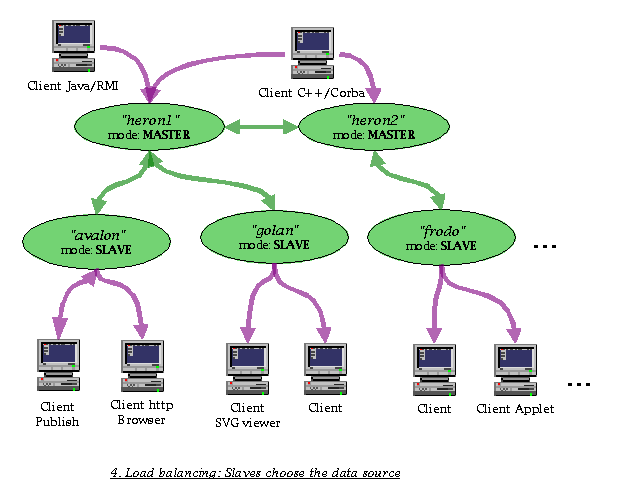 Client Java/RMI
Client C++/Corba
"heron1"
mode: MASTER
"heron2"
mode: MASTER
"avalon"
mode: SLAVE
"golan"
mode: SLAVE
"frodo"
mode: SLAVE
...
Client
Publish
Client http
Browser
Client
SVG viewer
Client
Client
Client Applet
...
4. Load balancing: Slaves choose the data source